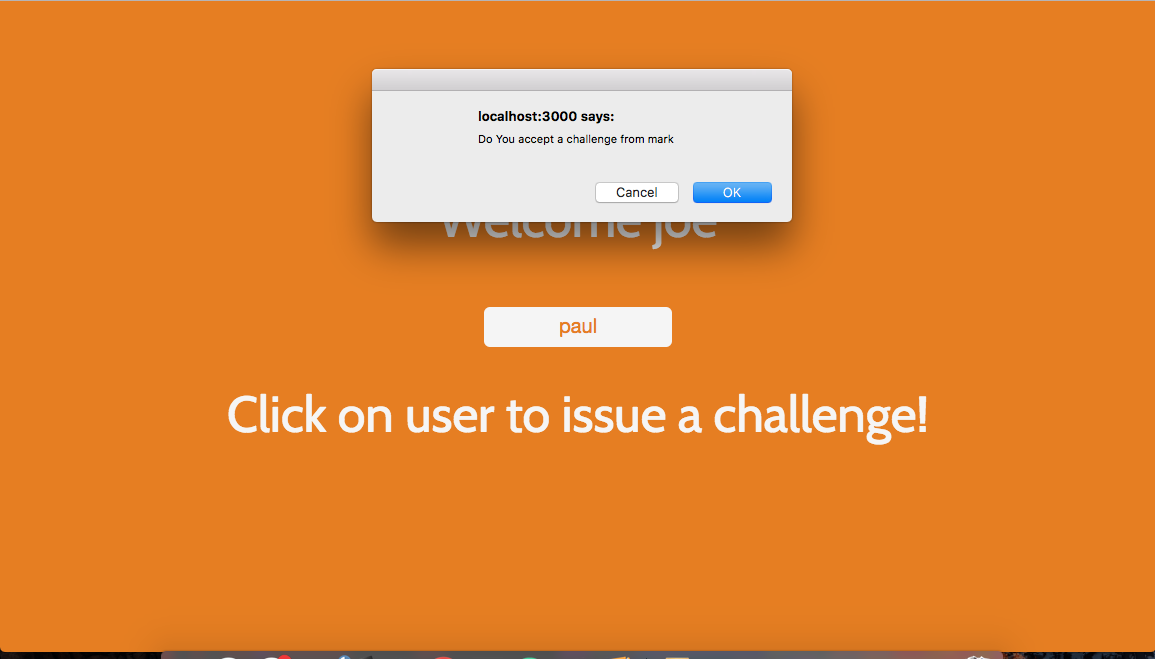 localhost:3000 says:
Do You accept a challenge from mark
Cancel
OK
Welcome joe
paul
Click on user to issue a challenge!